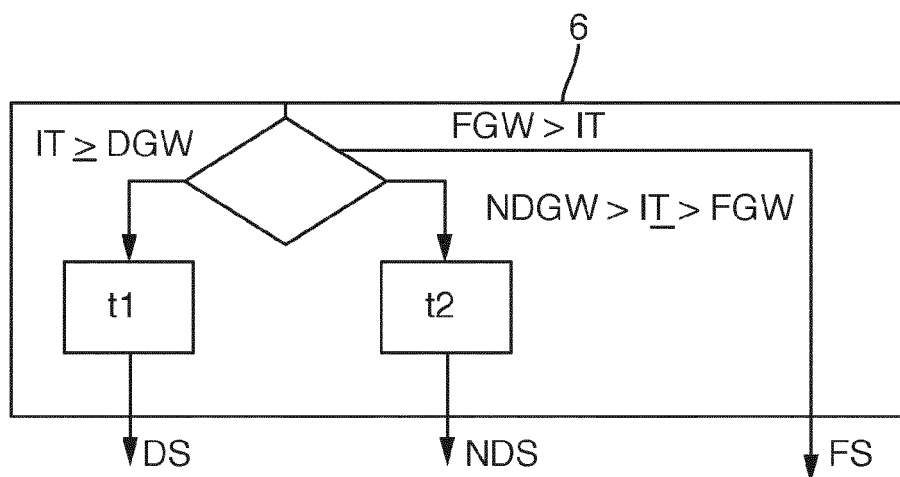 6
FGW > IT
IT ≥ DGW
NDGW > IT > FGW
t1
t2
DS
NDS
FS